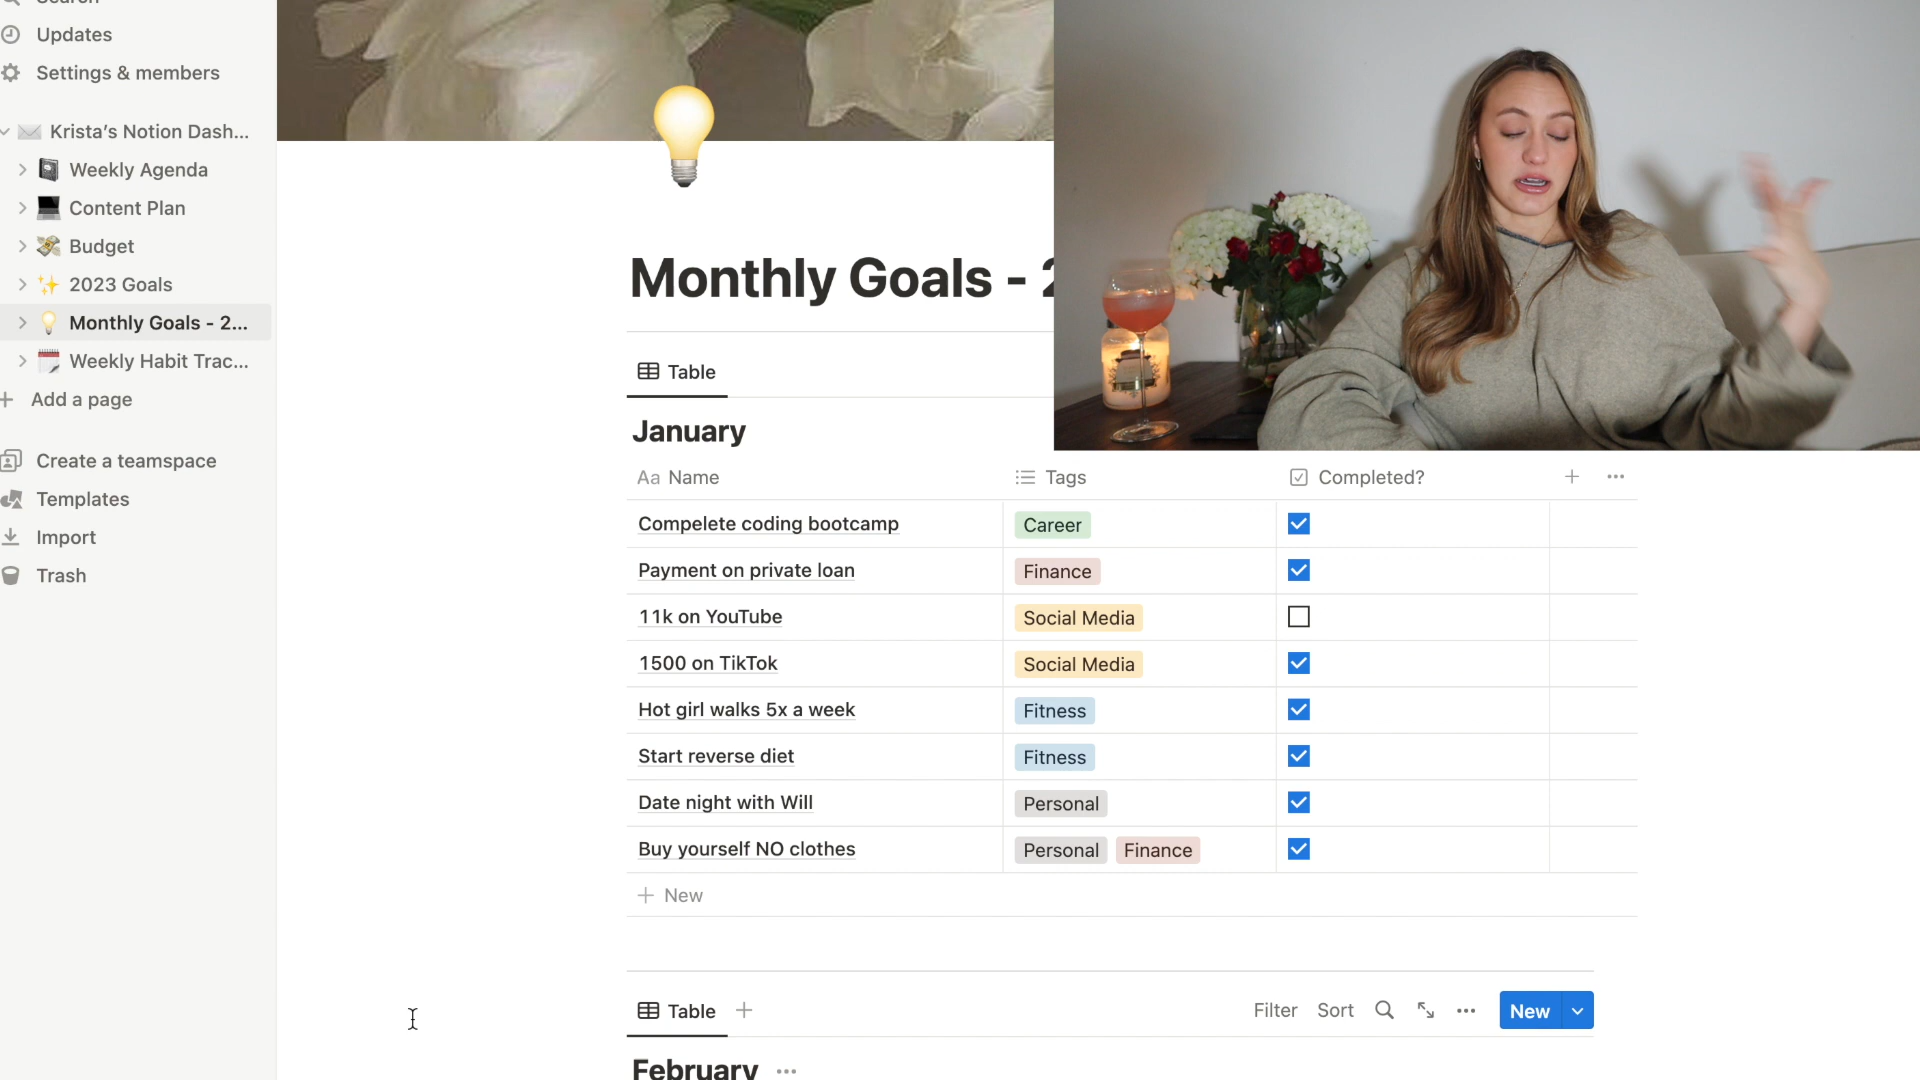 Search
Updates
Settings & members
Krista's Notion Dash...
Weekly Agenda
Content Plan
Budget
2023 Goals
Monthly Goals - 2...
Weekly Habit Trac...
Add a page
Create a teamspace
Templates
Import
Trash
Monthly Goals - 2
Table
January
Aa Name Tags Completed?
Compelete coding bootcamp Career
Payment on private loan Finance
11k on YouTube Social Media
1500 on TikTok Social Media
Hot girl walks 5x a week Fitness
Start reverse diet Fitness
Date night with Will Personal
Buy yourself NO clothes Personal Finance
New
Table Filter Sort New
February